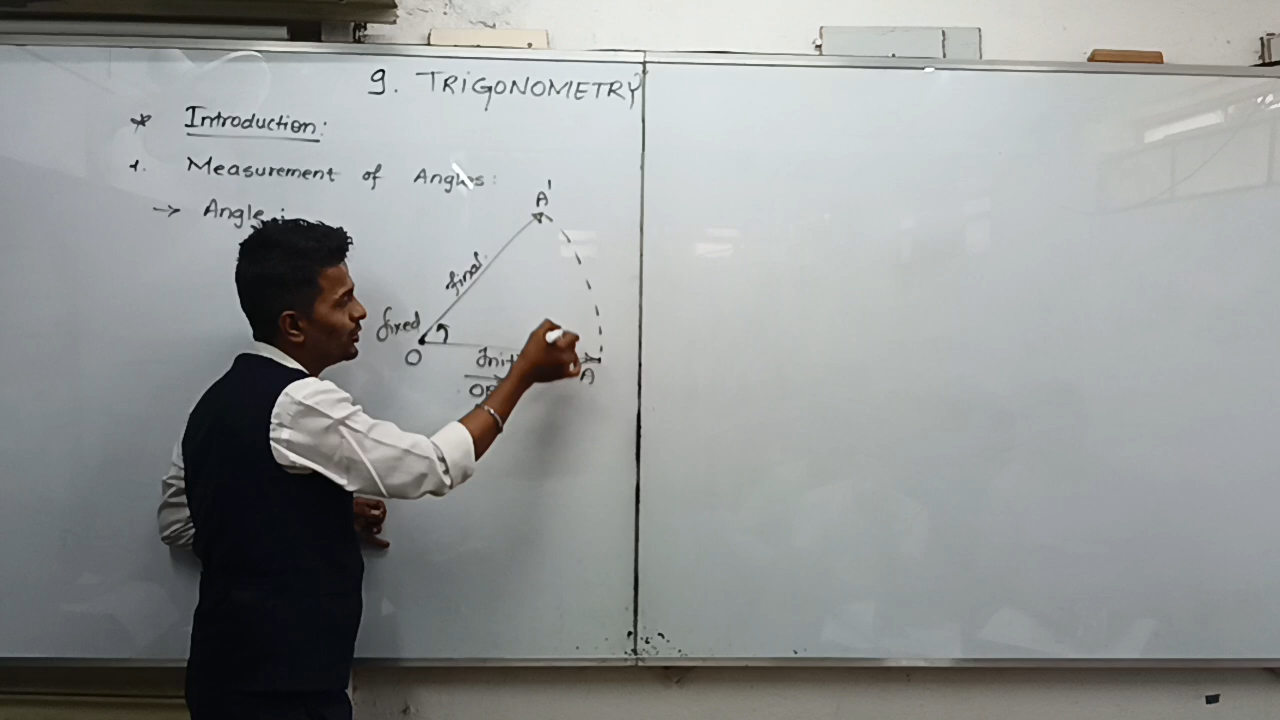 9. TRIGONOMETRY
* Introduction:
1. Measurement of Angles:
→ Angle :
A'
final
fixed
O
A